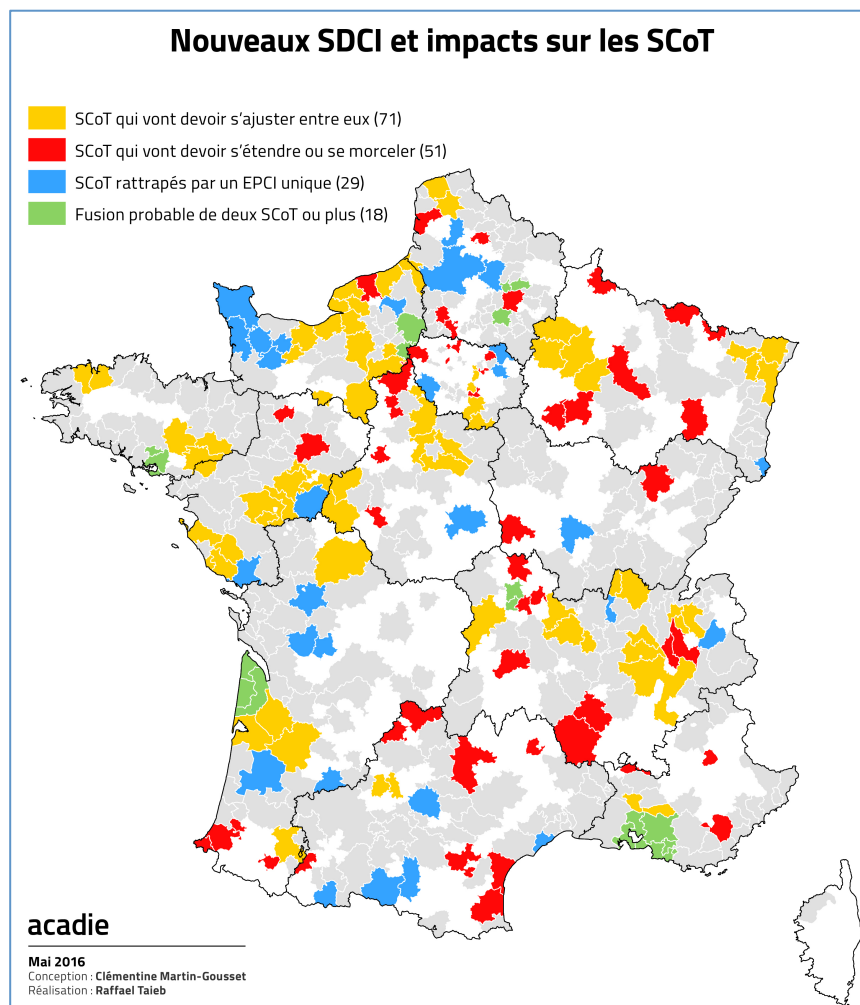 Nouveaux SDCI et impacts sur les SCoT
SCoT qui vont devoir s'ajuster entre eux (71)
SCoT qui vont devoir s'étendre ou se morceler (51)
SCoT rattrapés par un EPCI unique (29)
Fusion probable de deux SCoT ou plus (18)
acadie
Mai 2016
Conception : Clémentine Martin-Gousset
Réalisation : Raffael Taieb